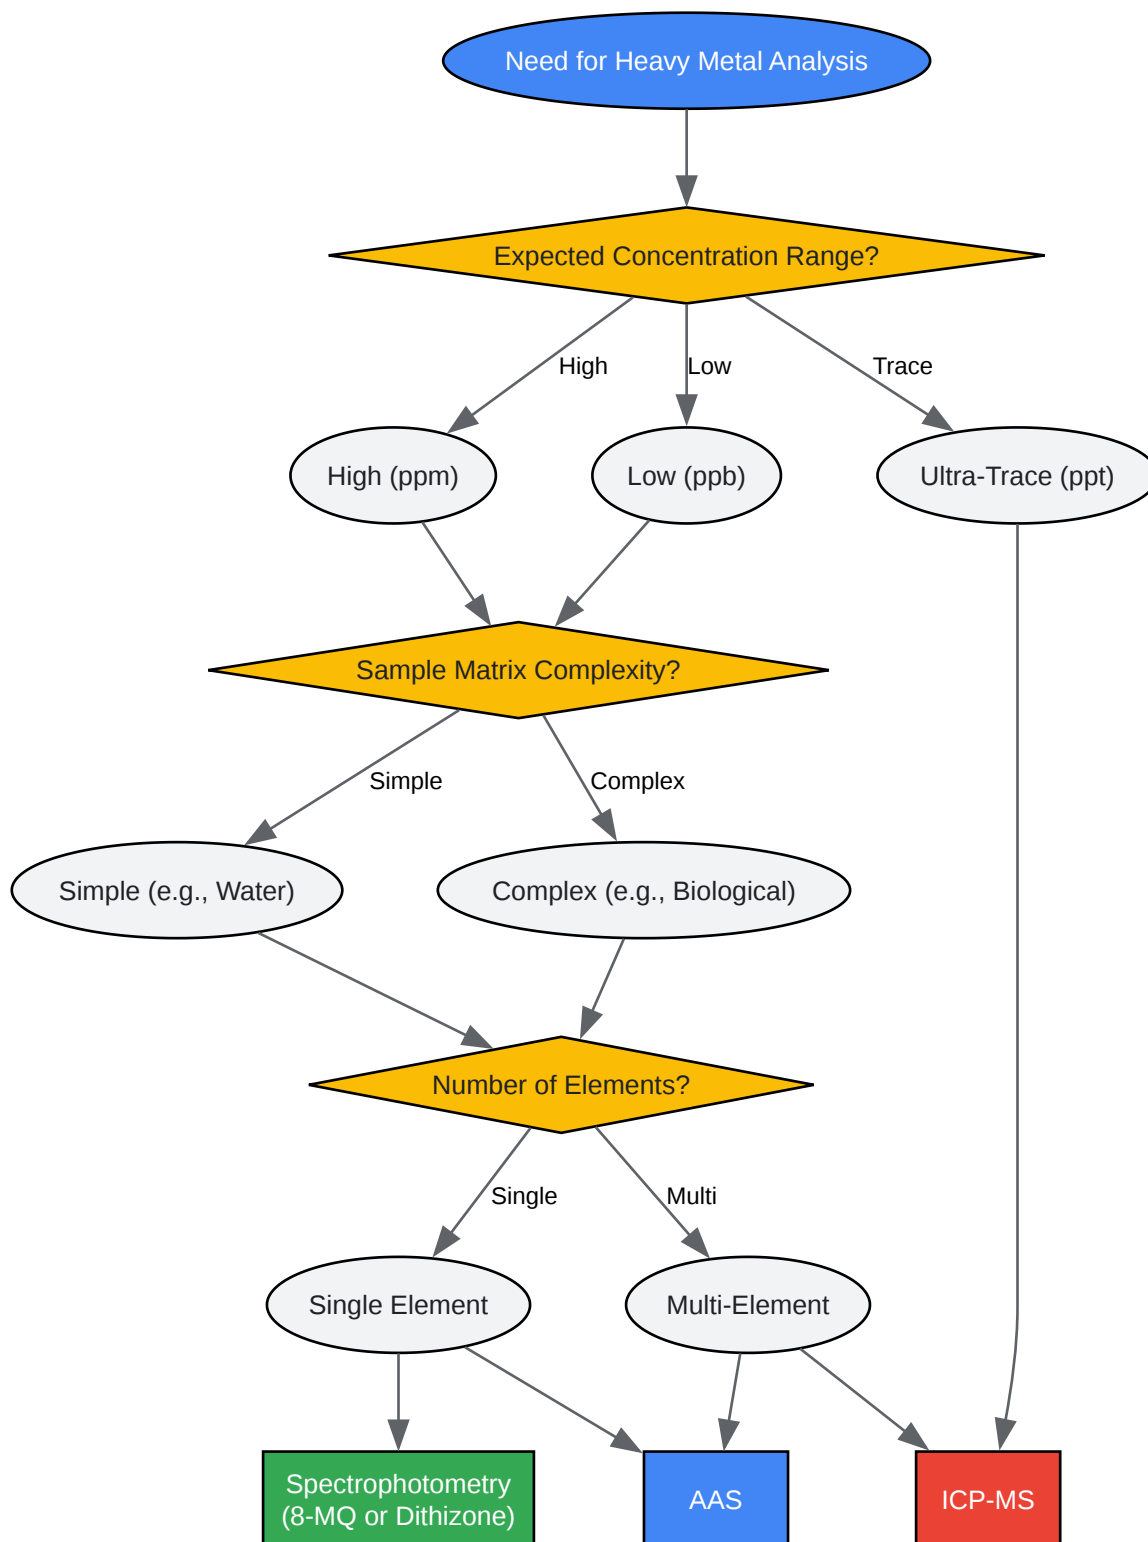 Need for Heavy Metal Analysis
Expected Concentration Range?
High
Low
Trace
High (ppm)
Low (ppb)
Ultra-Trace (ppt)
Sample Matrix Complexity?
Simple
Complex
Simple (e.g., Water)
Complex (e.g., Biological)
Number of Elements?
Single
Multi
Single Element
Multi-Element
Spectrophotometry
(8-MQ or Dithizone)
AAS
ICP-MS